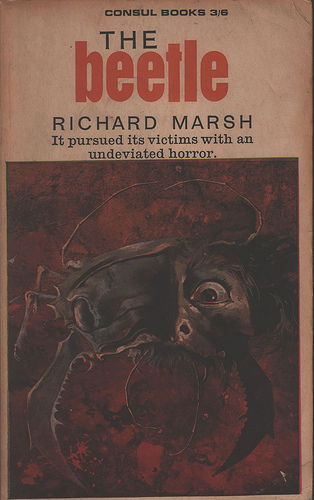 CONSUL BOOKS 3/6
THE
beetle
RICHARD MARSH
It pursued its victims with an
undeviated horror.